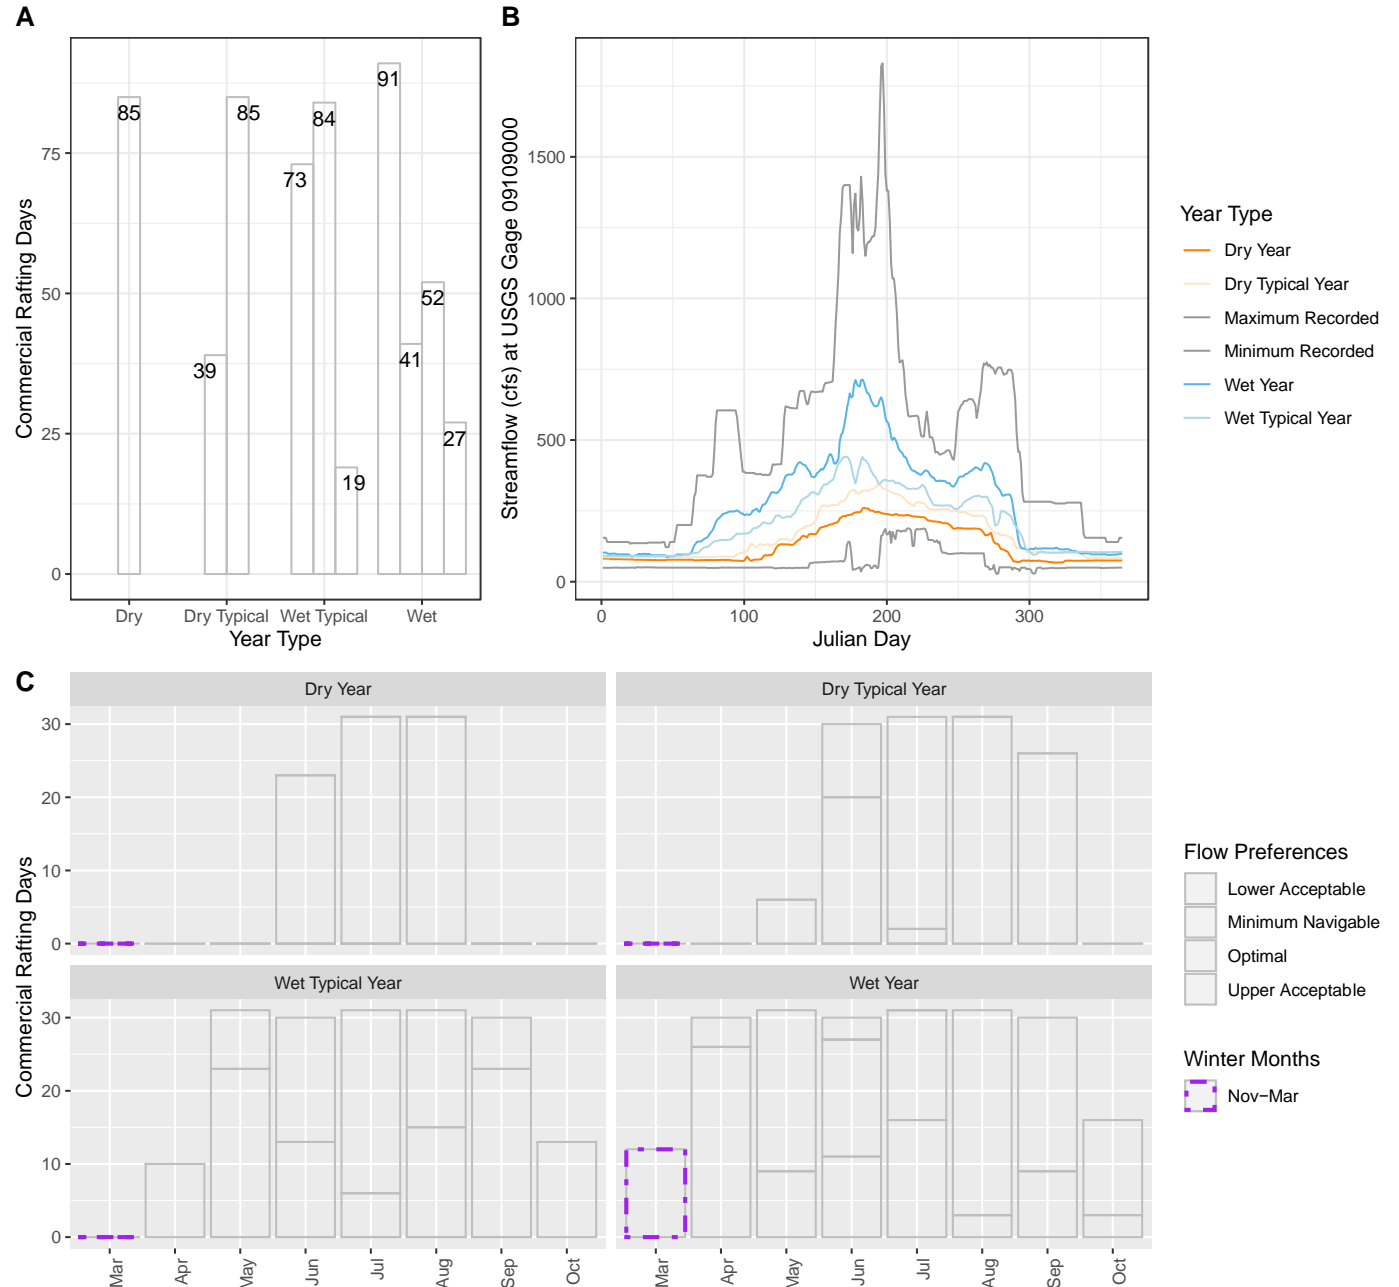 A
Commercial Rafting Days
75
50
25
0
85
39
85
73
84
19
91
41
52
27
Dry
Dry Typical
Wet Typical
Wet
Year Type
B
Streamflow (cfs) at USGS Gage 09109000
1500
1000
500
0
0
100
200
300
Julian Day
Year Type
Dry Year
Dry Typical Year
Maximum Recorded
Minimum Recorded
Wet Year
Wet Typical Year
C
Commercial Rafting Days
Dry Year
Dry Typical Year
30
20
10
0
Wet Typical Year
Wet Year
30
20
10
0
Mar
Apr
May
Jun
Jul
Aug
Sep
Oct
Mar
Apr
May
Jun
Jul
Aug
Sep
Oct
Flow Preferences
Lower Acceptable
Minimum Navigable
Optimal
Upper Acceptable
Winter Months
Nov−Mar